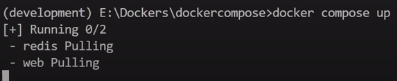 (development) E:\Dockers\dockercompose>docker compose up
[+] Running 0/2
 - redis Pulling
 - web Pulling